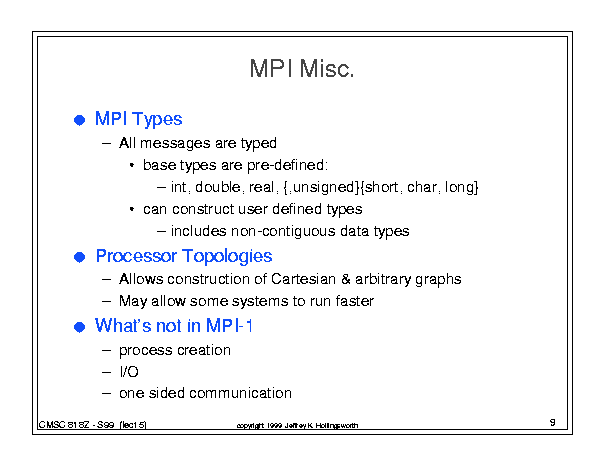 MPI Misc.
● MPI Types
– All messages are typed
• base types are pre-defined:
– int, double, real, {,unsigned}{short, char, long}
• can construct user defined types
– includes non-contiguous data types
● Processor Topologies
– Allows construction of Cartesian & arbitrary graphs
– May allow some systems to run faster
● What's not in MPI-1
– process creation
– I/O
– one sided communication
CMSC 818Z - S99 (lect 5) copyright 1999 Jeffrey K. Hollingsworth 9